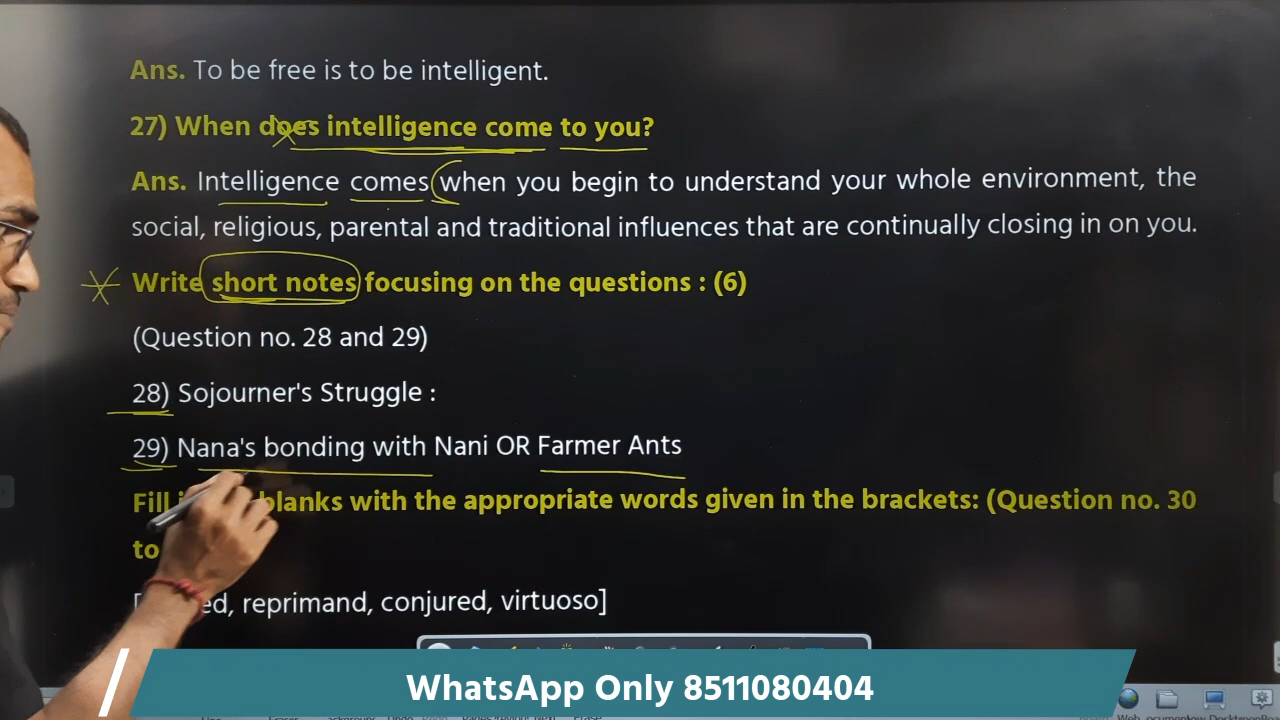 Ans. To be free is to be intelligent.
27) When does intelligence come to you?
Ans. Intelligence comes when you begin to understand your whole environment, the
social, religious, parental and traditional influences that are continually closing in on you.
Write short notes focusing on the questions : (6)
(Question no. 28 and 29)
28) Sojourner's Struggle :
29) Nana's bonding with Nani OR Farmer Ants
Fill blanks with the appropriate words given in the brackets: (Question no. 30
to
reprimand, conjured, virtuoso]
WhatsApp Only 8511080404